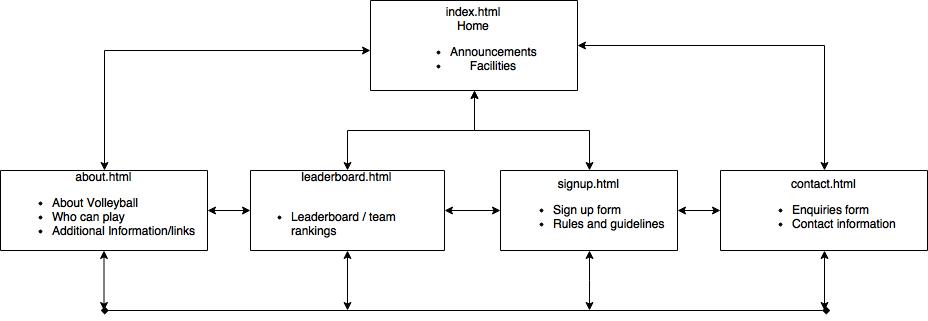 index.html
Home
• Announcements
• Facilities
about.html
• About Volleyball
• Who can play
• Additional Information/links
leaderboard.html
• Leaderboard / team
rankings
signup.html
• Sign up form
• Rules and guidelines
contact.html
• Enquiries form
• Contact information